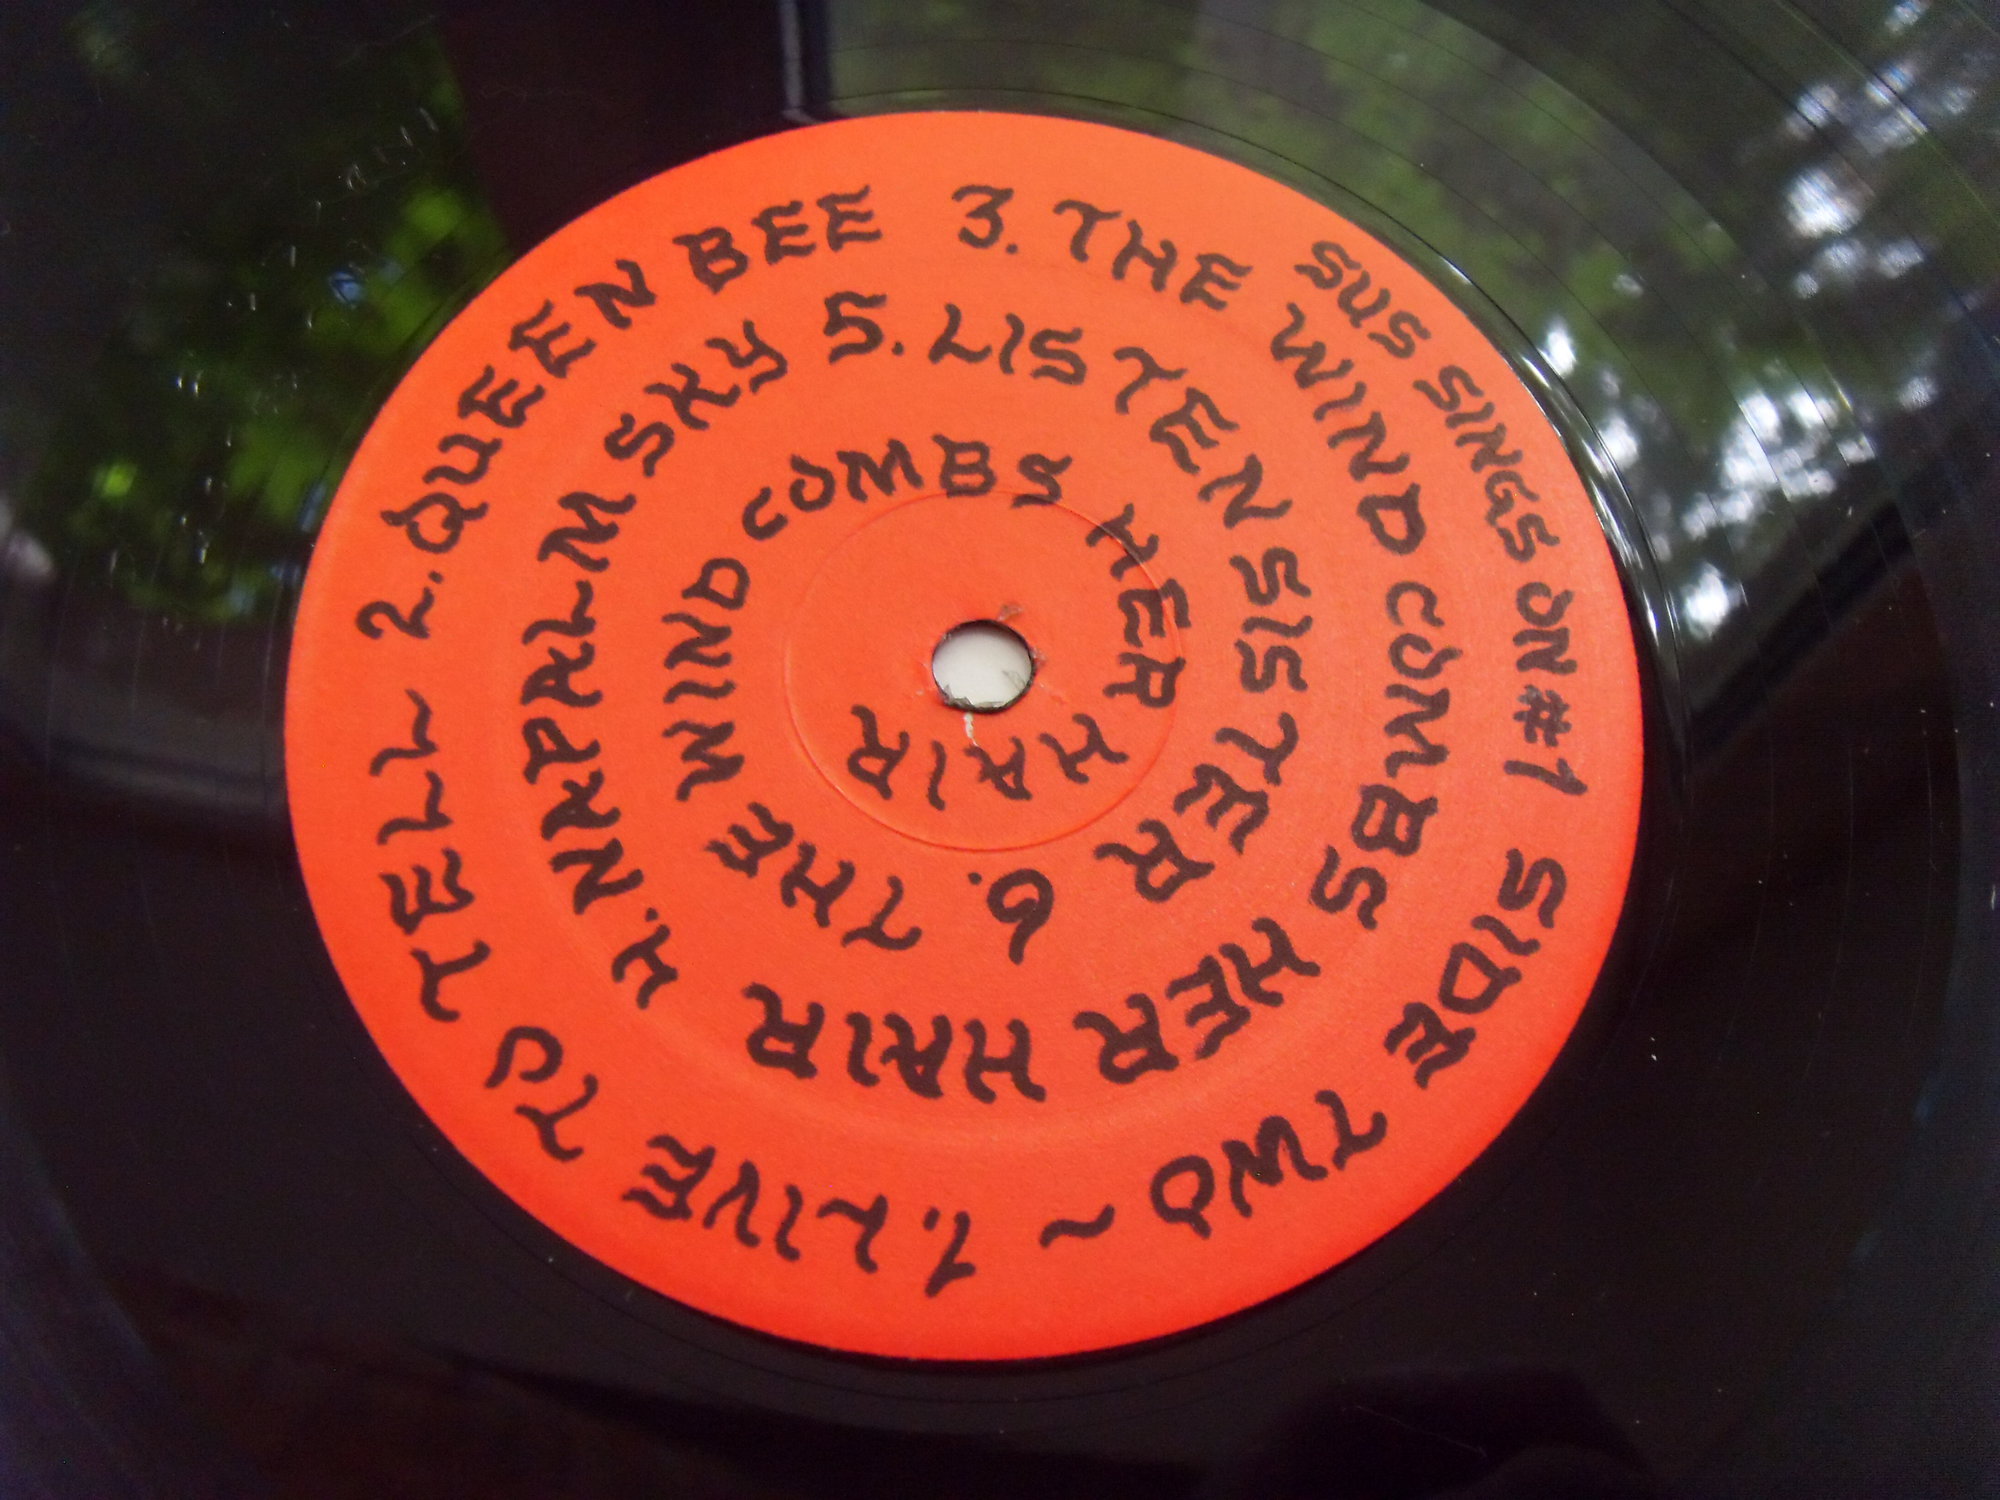 SIDE TWO ~ 1. LIVE TO TELL 2. QUEEN BEE 3. THE WIND COMBS HER HAIR 4. NAPALM SKY 5. LISTEN SISTER 6. THE WIND COMBS HER HAIR
SUS SINGS ON #1